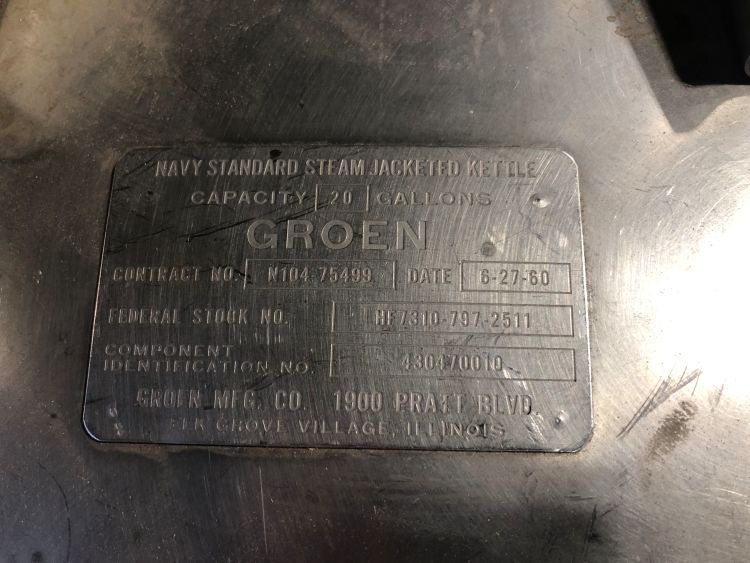 NAVY STANDARD STEAM JACKETED KETTLE
CAPACITY 20 GALLONS
GROEN
CONTRACT NO. N104-75499 DATE 6-27-60
FEDERAL STOCK NO. HF7310-797-2511
COMPONENT
IDENTIFICATION NO. 430470010
GROEN MFG. CO. 1900 PRATT BLVD.
ELK GROVE VILLAGE, ILLINOIS